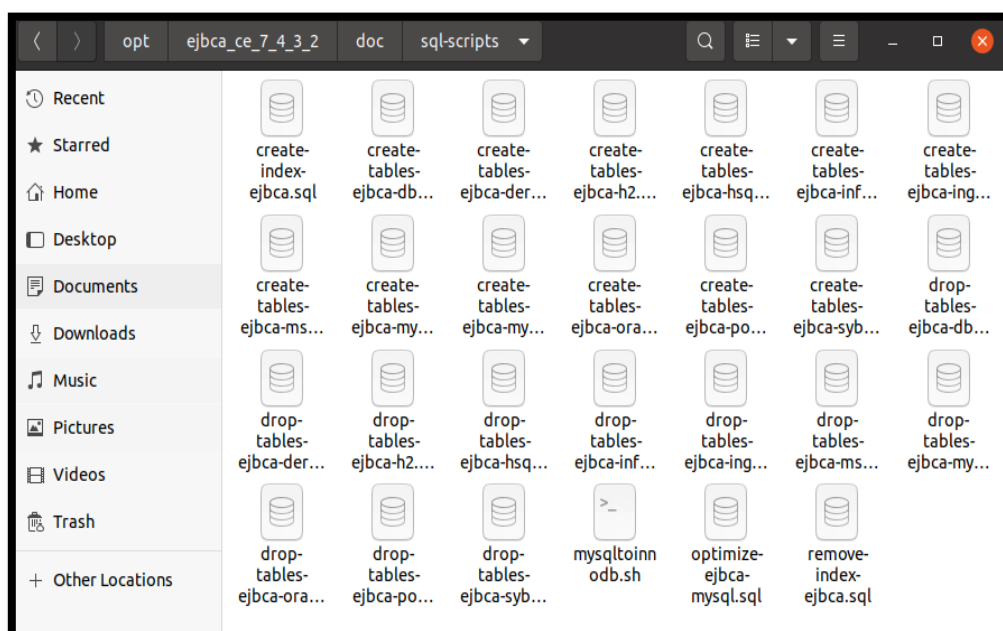 opt ejbca_ce_7_4_3_2 doc sql-scripts
Recent
Starred
Home
Desktop
Documents
Downloads
Music
Pictures
Videos
Trash
Other Locations
create-
index-
ejbca.sql
create-
tables-
ejbca-db...
create-
tables-
ejbca-der...
create-
tables-
ejbca-h2....
create-
tables-
ejbca-hsq...
create-
tables-
ejbca-inf...
create-
tables-
ejbca-ing...
create-
tables-
ejbca-ms...
create-
tables-
ejbca-my...
create-
tables-
ejbca-my...
create-
tables-
ejbca-ora...
create-
tables-
ejbca-po...
create-
tables-
ejbca-syb...
drop-
tables-
ejbca-db...
drop-
tables-
ejbca-der...
drop-
tables-
ejbca-h2....
drop-
tables-
ejbca-hsq...
drop-
tables-
ejbca-inf...
drop-
tables-
ejbca-ing...
drop-
tables-
ejbca-ms...
drop-
tables-
ejbca-my...
drop-
tables-
ejbca-ora...
drop-
tables-
ejbca-po...
drop-
tables-
ejbca-syb...
>_
mysqltoinn
odb.sh
optimize-
ejbca-
mysql.sql
remove-
index-
ejbca.sql